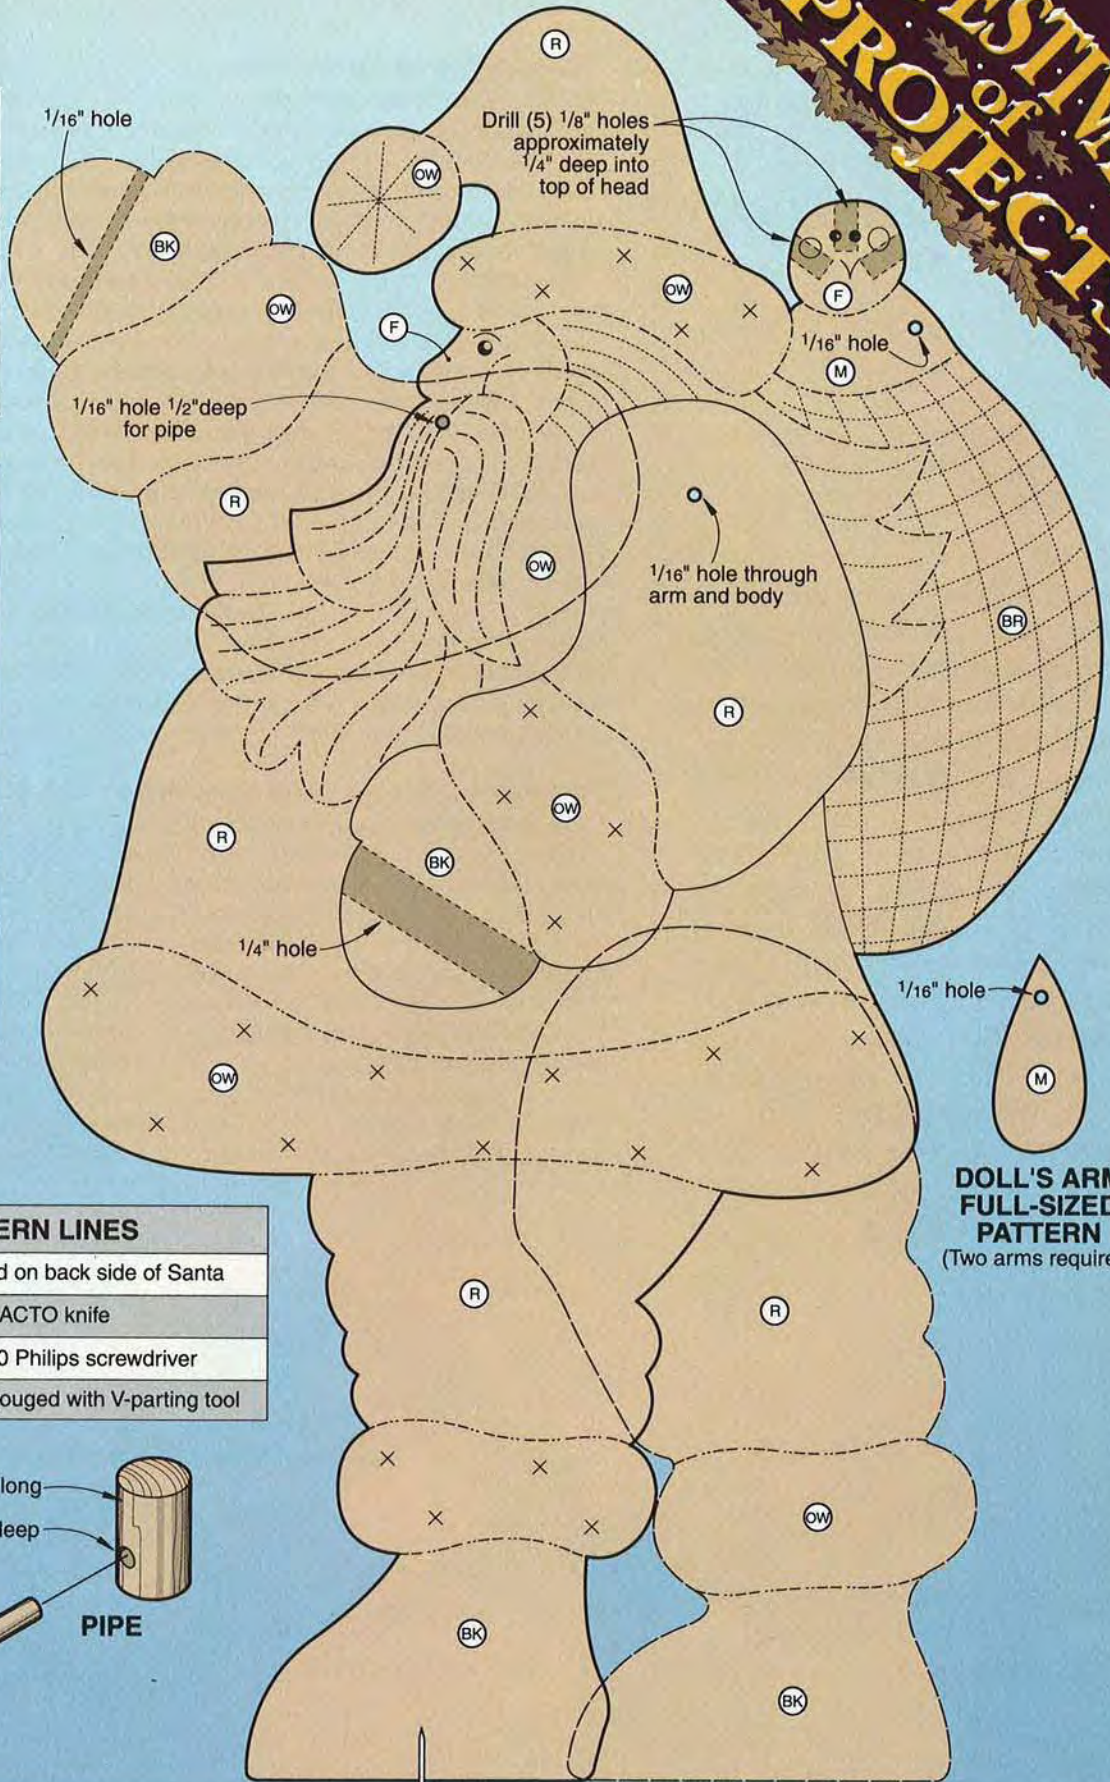 of
PROJECTS
R
1/16" hole
Drill (5) 1/8" holes
approximately
1/4" deep into
top of head
OW
BK
OW
OW
F
F
1/16" hole
M
1/16" hole 1/2"deep
for pipe
R
OW
1/16" hole through
arm and body
BR
R
OW
R
BK
1/4" hole
1/16" hole
OW
M
DOLL'S ARM
FULL-SIZED
PATTERN
(Two arms require
ERN LINES
d on back side of Santa
ACTO knife
0 Philips screwdriver
ouged with V-parting tool
R
R
long
deep
PIPE
OW
BK
BK